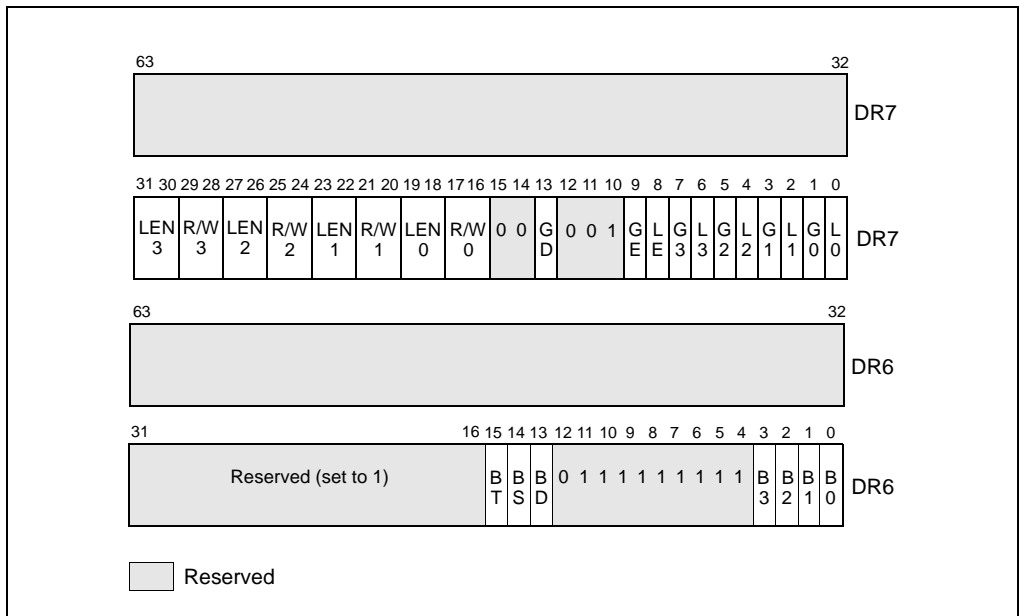 63 32
DR7
31 30 29 28 27 26 25 24 23 22 21 20 19 18 17 16 15 14 13 12 11 10 9 8 7 6 5 4 3 2 1 0
LEN R/W LEN R/W LEN R/W LEN R/W 0 0 G 0 0 1 G L G L G L G L G L DR7
3 3 2 2 1 1 0 0 D E E 3 3 2 2 1 1 0 0
63 32
DR6
31 16 15 14 13 12 11 10 9 8 7 6 5 4 3 2 1 0
Reserved (set to 1) B B B 0 1 1 1 1 1 1 1 1 B B B B DR6
T S D 3 2 1 0
Reserved